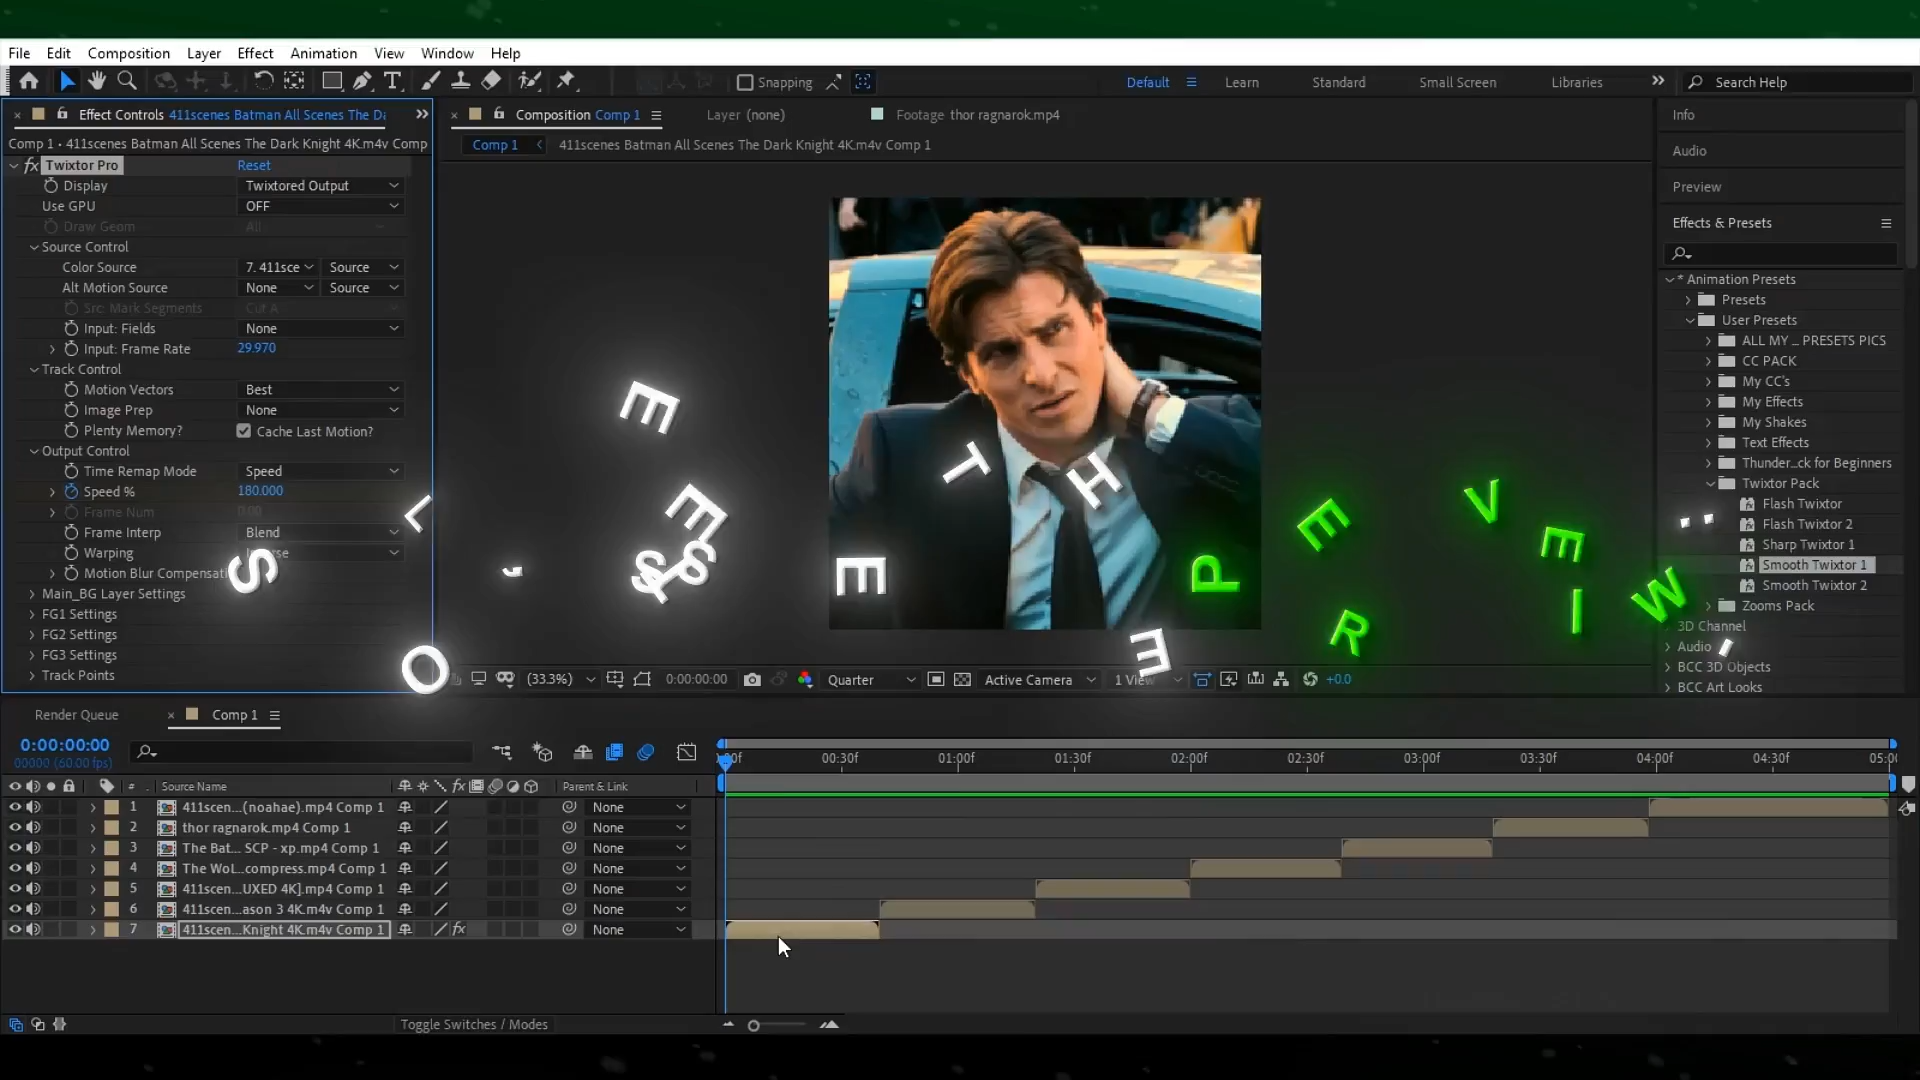 File Edit Composition Layer Effect Animation View Window Help
Snapping Default Learn Standard Small Screen Libraries Search Help
Effect Controls 411scenes Batman All Scenes The Da
Composition Comp 1
Layer (none)
Footage thor ragnarok.mp4
Comp 1 • 411scenes Batman All Scenes The Dark Knight 4K.m4v Comp
Comp 1
411scenes Batman All Scenes The Dark Knight 4K.m4v Comp 1
fx Twixtor Pro Reset
Display Twixtored Output
Use GPU OFF
Draw Geom All
Source Control
Color Source 7. 411sce Source
Alt Motion Source None Source
Src: Mark Segments Cut A
Input: Fields None
Input: Frame Rate 29.970
Track Control
Motion Vectors Best
Image Prep None
Plenty Memory? Cache Last Motion?
Output Control
Time Remap Mode Speed
Speed % 180.000
Frame Num 0.00
Frame Interp Blend
Warping
Motion Blur Compensati
Main_BG Layer Settings
FG1 Settings
FG2 Settings
FG3 Settings
Track Points
Info
Audio
Preview
Effects & Presets
* Animation Presets
Presets
User Presets
ALL MY _ PRESETS PICS
CC PACK
My CC's
My Effects
My Shakes
Text Effects
Thunder...ck for Beginners
Twixtor Pack
Flash Twixtor
Flash Twixtor 2
Sharp Twixtor 1
Smooth Twixtor 1
Smooth Twixtor 2
Zooms Pack
3D Channel
Audio
BCC 3D Objects
BCC Art Looks
L E T ' S S E E T H E P R E V I E W :
(33.3%) 0:00:00:00 Quarter Active Camera 1 +0.0
Render Queue Comp 1
0:00:00:00
00000 (60.00 fps)
00f 00:30f 01:00f 01:30f 02:00f 02:30f 03:00f 03:30f 04:00f 04:30f 05:00
# Source Name fx Parent & Link
1 411scen...(noahae).mp4 Comp 1 None
2 thor ragnarok.mp4 Comp 1 None
3 The Bat... SCP - xp.mp4 Comp 1 None
4 The WoL...compress.mp4 Comp 1 None
5 411scen...UXED 4K].mp4 Comp 1 None
6 411scen...ason 3 4K.m4v Comp 1 None
7 411scen...Knight 4K.m4v Comp 1 fx None
Toggle Switches / Modes